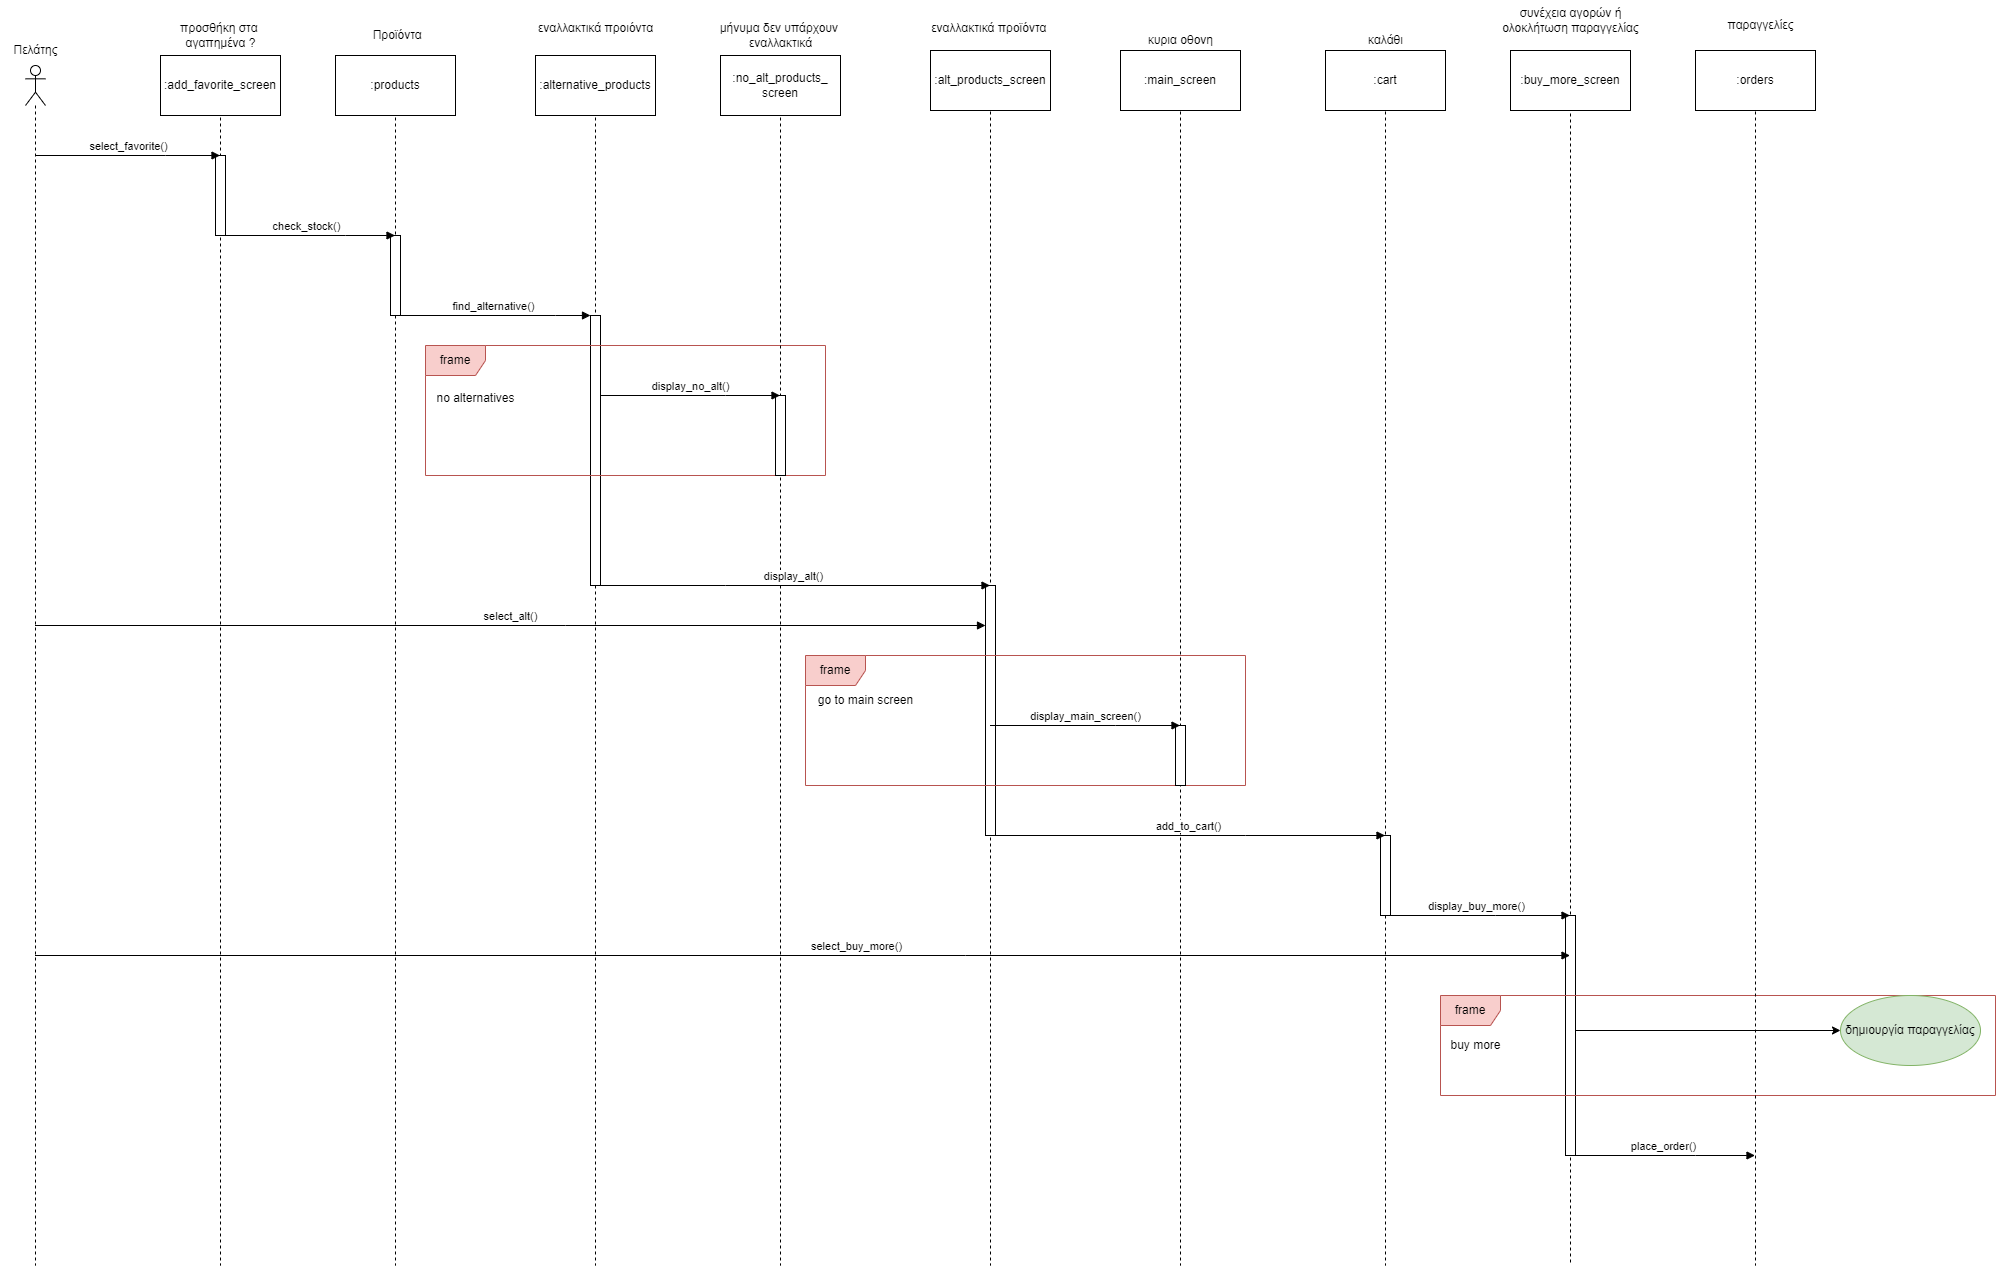 Πελάτης
προσθήκη στα
αγαπημένα ?
Προϊόντα
εναλλακτικά προιόντα
μήνυμα δεν υπάρχουν
εναλλακτικά
εναλλακτικά προϊόντα
κυρια οθονη
καλάθι
συνέχεια αγορών ή
ολοκλήτωση παραγγελίας
παραγγελίες
:add_favorite_screen
:products
:alternative_products
:no_alt_products_
screen
:alt_products_screen
:main_screen
:cart
:buy_more_screen
:orders
select_favorite()
check_stock()
find_alternative()
frame
display_no_alt()
no alternatives
display_alt()
select_alt()
frame
go to main screen
display_main_screen()
add_to_cart()
display_buy_more()
select_buy_more()
frame
δημιουργία παραγγελίας
buy more
place_order()